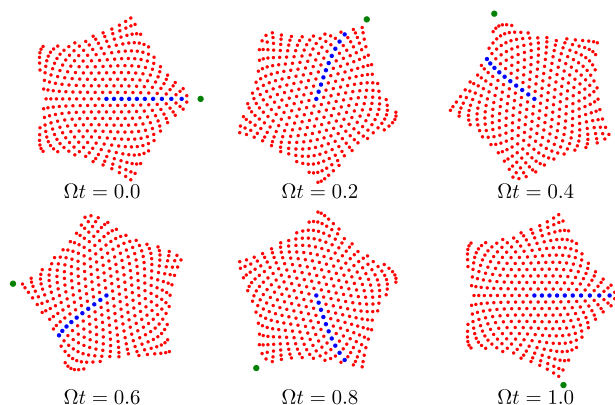 Ωt = 0.0
Ωt = 0.2
Ωt = 0.4
Ωt = 0.6
Ωt = 0.8
Ωt = 1.0